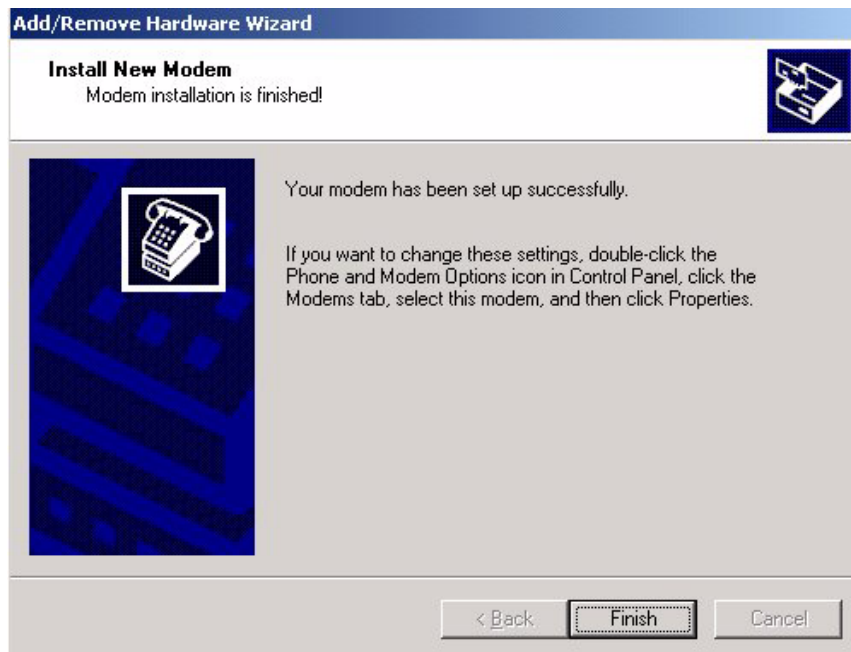 Add/Remove Hardware Wizard
Install New Modem
Modem installation is finished!
Your modem has been set up successfully.
If you want to change these settings, double-click the
Phone and Modem Options icon in Control Panel, click the
Modems tab, select this modem, and then click Properties.
< Back Finish Cancel